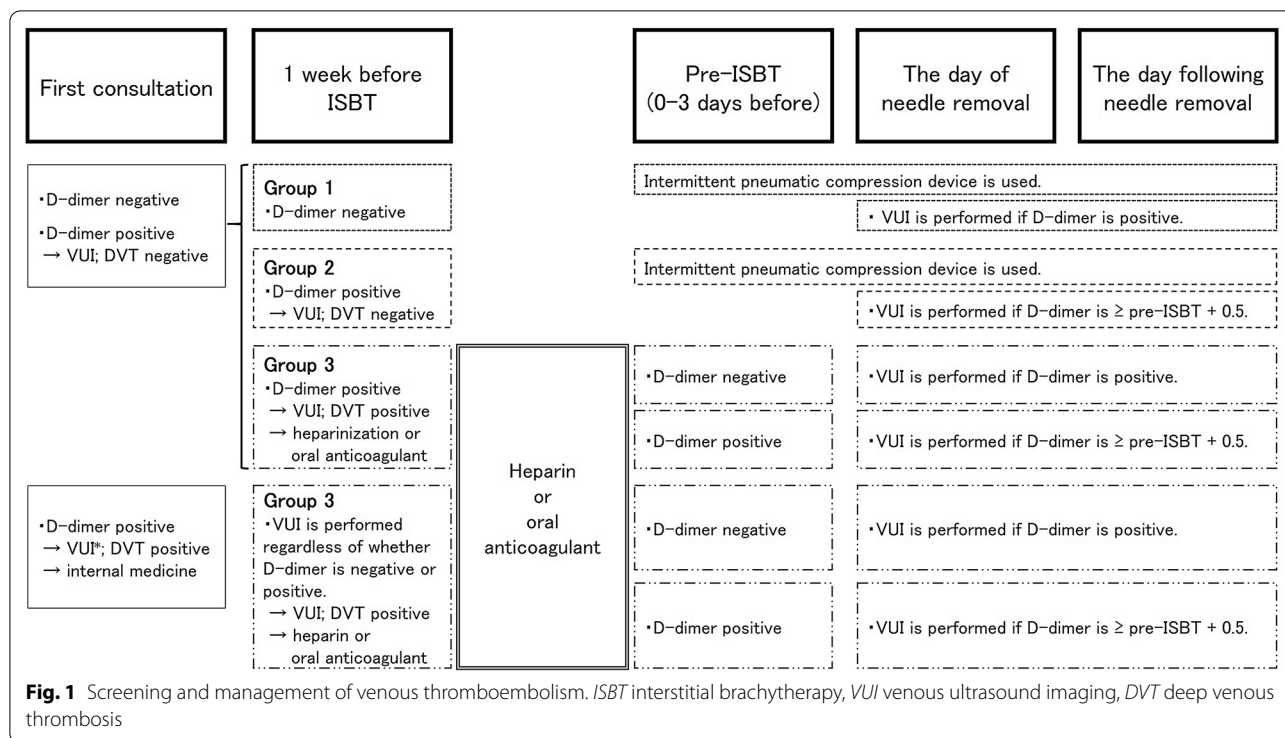 First consultation
1 week before
ISBT
Pre-ISBT
(0-3 days before)
The day of
needle removal
The day following
needle removal
・D-dimer negative
・D-dimer positive
→ VUI; DVT negative
Group 1
・D-dimer negative
Intermittent pneumatic compression device is used.
・ VUI is performed if D-dimer is positive.
Group 2
・D-dimer positive
→ VUI; DVT negative
Intermittent pneumatic compression device is used.
・VUI is performed if D-dimer is ≥ pre-ISBT + 0.5.
Group 3
・D-dimer positive
→ VUI; DVT positive
→ heparinization or
oral anticoagulant
Heparin
or
oral
anticoagulant
・D-dimer negative
・VUI is performed if D-dimer is positive.
・D-dimer positive
・VUI is performed if D-dimer is ≥ pre-ISBT + 0.5.
・D-dimer positive
→ VUI*; DVT positive
→ internal medicine
Group 3
・VUI is performed
regardless of whether
D-dimer is negative or
positive.
→ VUI; DVT positive
→ heparin or
oral anticoagulant
・D-dimer negative
・VUI is performed if D-dimer is positive.
・D-dimer positive
・VUI is performed if D-dimer is ≥ pre-ISBT + 0.5.
Fig. 1 Screening and management of venous thromboembolism. ISBT interstitial brachytherapy, VUI venous ultrasound imaging, DVT deep venous
thrombosis